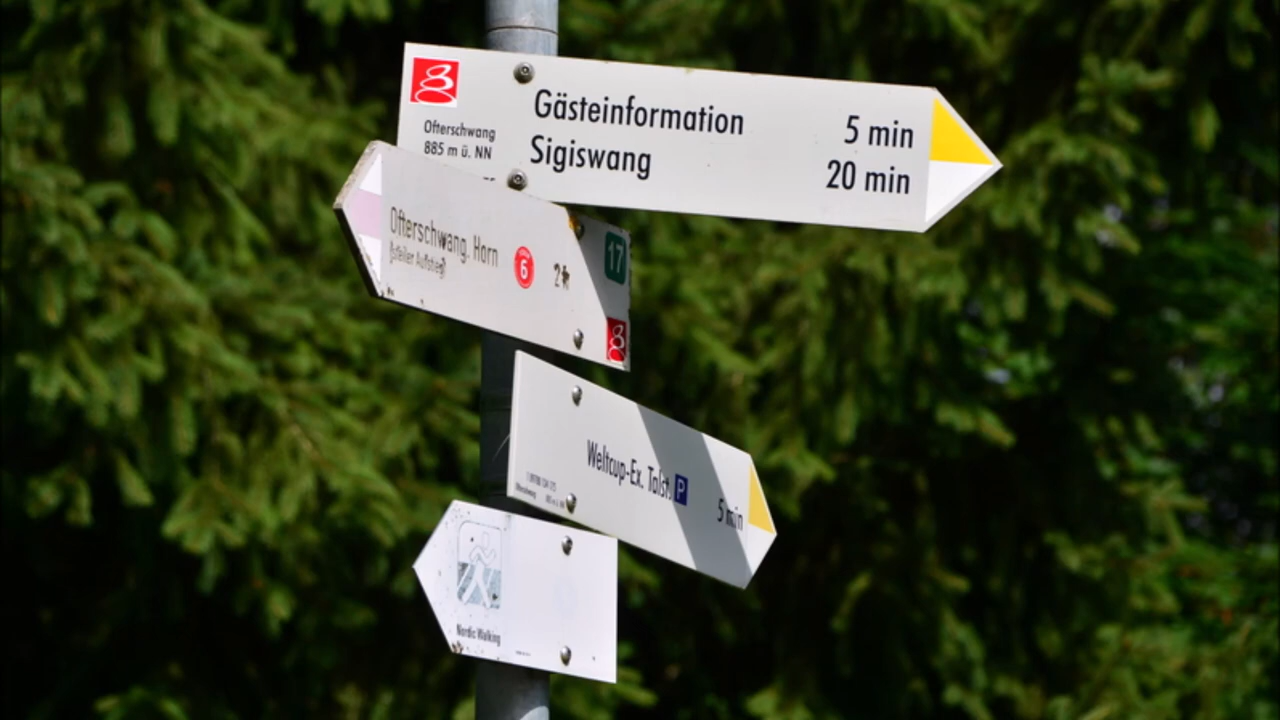 Gästeinformation 5 min
Sigiswang 20 min
Ofterschwang
885 m ü. NN
Ofterschwang. Horn 6 2h 17
(steiler Aufstieg)
Weltcup-Ex. Talst. P 5 min
Nordic Walking